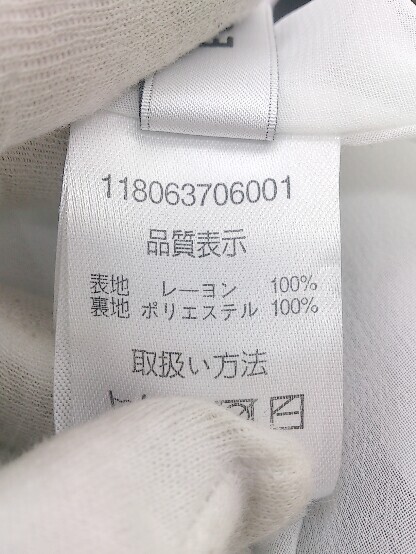 118063706001
品質表示
表地 レーヨン 100%
裏地 ポリエステル 100%
取扱い方法